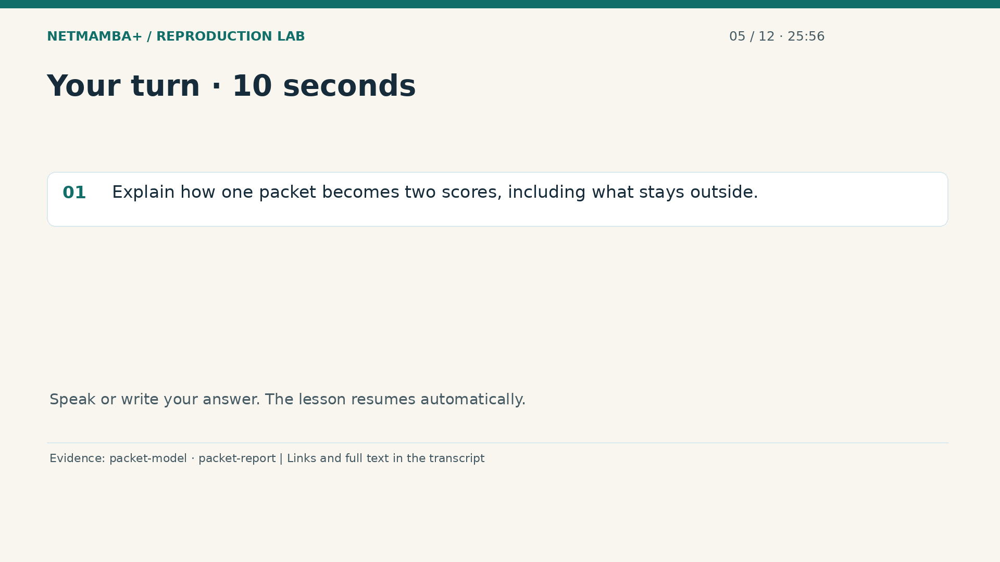 NETMAMBA+ / REPRODUCTION LAB
05 / 12 · 25:56
Your turn · 10 seconds
01 Explain how one packet becomes two scores, including what stays outside.
Speak or write your answer. The lesson resumes automatically.
Evidence: packet-model · packet-report | Links and full text in the transcript